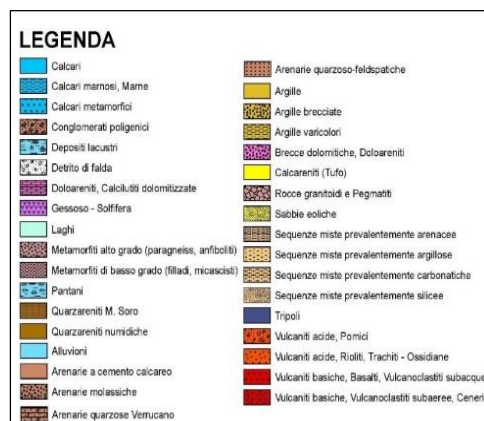 LEGENDA
Calcari
Calcari marnosi, Marne
Calcari metamorfici
Conglomerati poligenici
Depositi lacustri
Detrito di falda
Doloareniti, Calcilutiti dolomitizzate
Gessoso - Solfifera
Laghi
Metamorfiti alto grado (paragneiss, anfiboliti)
Metamorfiti di basso grado (filladi, micascisti)
Pantani
Quarzareniti M. Soro
Quarzareniti numidiche
Alluvioni
Arenarie a cemento calcareo
Arenarie molassiche
Arenarie quarzose Verrucano
Arenarie quarzoso-feldspatiche
Argille
Argille brecciate
Argille varicolori
Brecce dolomitiche, Doloareniti
Calcareniti (Tufo)
Rocce granitoidi e Pegmatiti
Sabbie eoliche
Sequenze miste prevalentemente arenacee
Sequenze miste prevalentemente argillose
Sequenze miste prevalentemente carbonatiche
Sequenze miste prevalentemente silicee
Tripoli
Vulcaniti acide, Pomici
Vulcaniti acide, Rioliti, Trachiti - Ossidiane
Vulcaniti basiche, Basalti, Vulcanoclastiti subacque
Vulcaniti basiche, Vulcanoclastiti subaeree, Ceneri